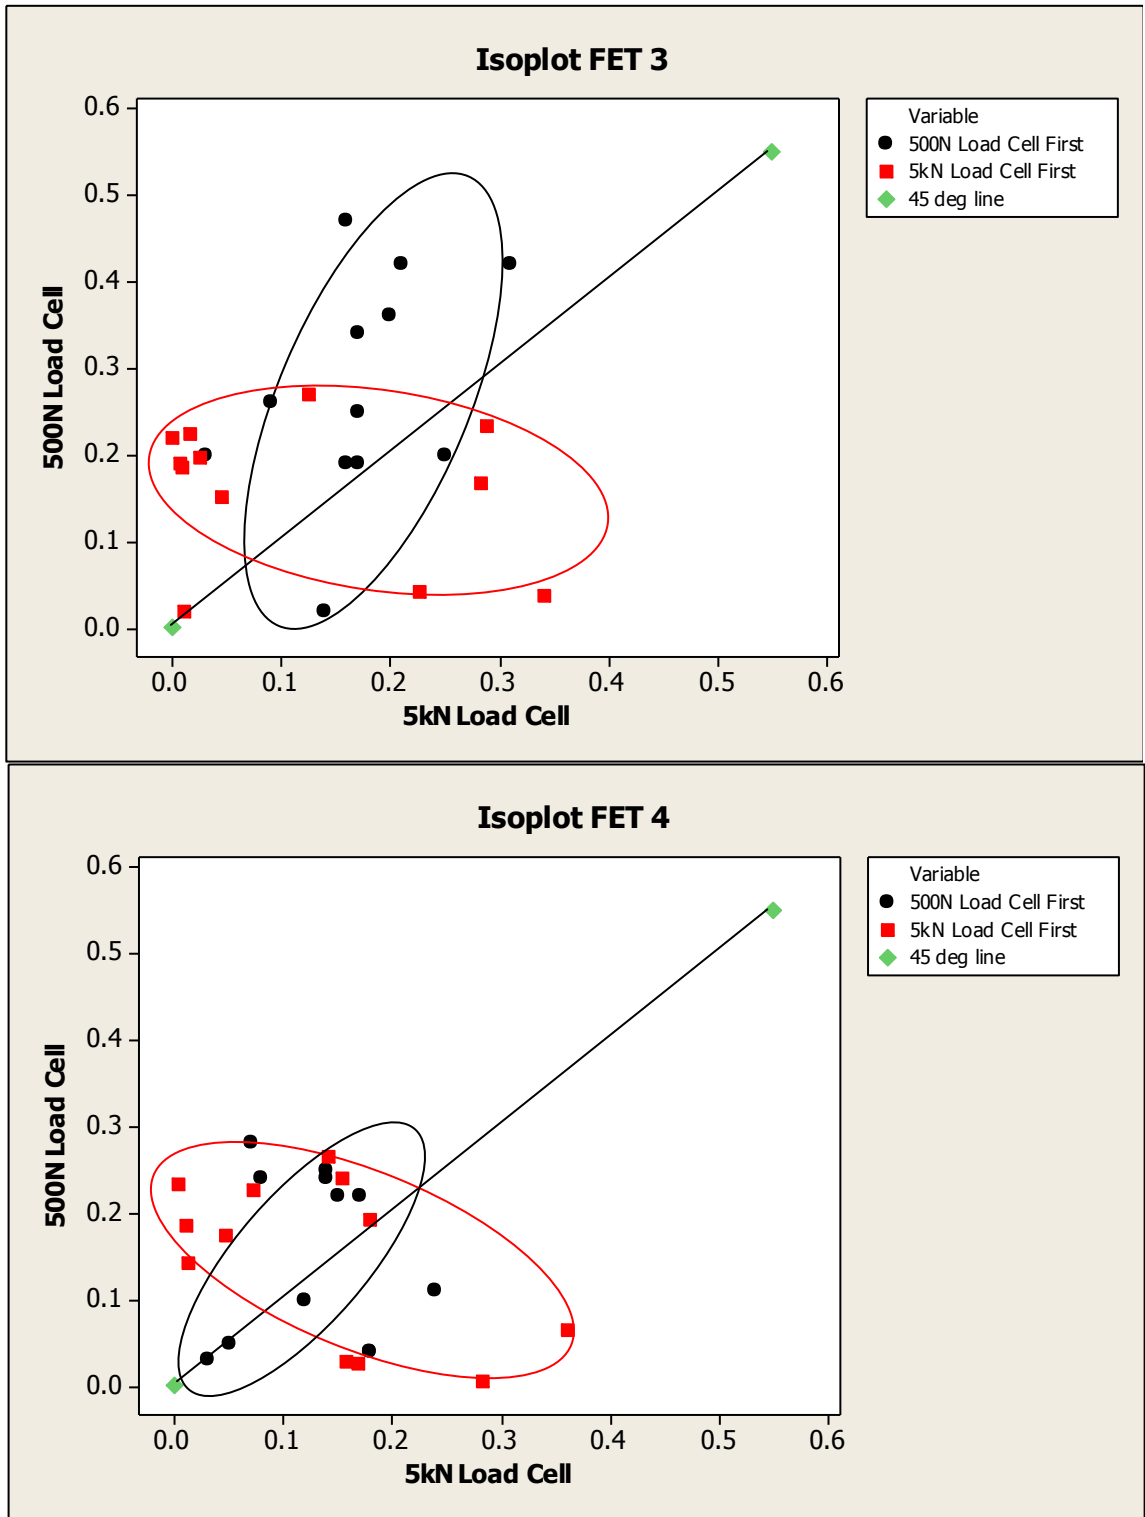 Isoplot FET 3
Variable
500N Load Cell First
5kN Load Cell First
45 deg line
0.6
0.5
0.4
0.3
0.2
0.1
0.0
500N Load Cell
0.0 0.1 0.2 0.3 0.4 0.5 0.6
5kN Load Cell
Isoplot FET 4
Variable
500N Load Cell First
5kN Load Cell First
45 deg line
0.6
0.5
0.4
0.3
0.2
0.1
0.0
500N Load Cell
0.0 0.1 0.2 0.3 0.4 0.5 0.6
5kN Load Cell